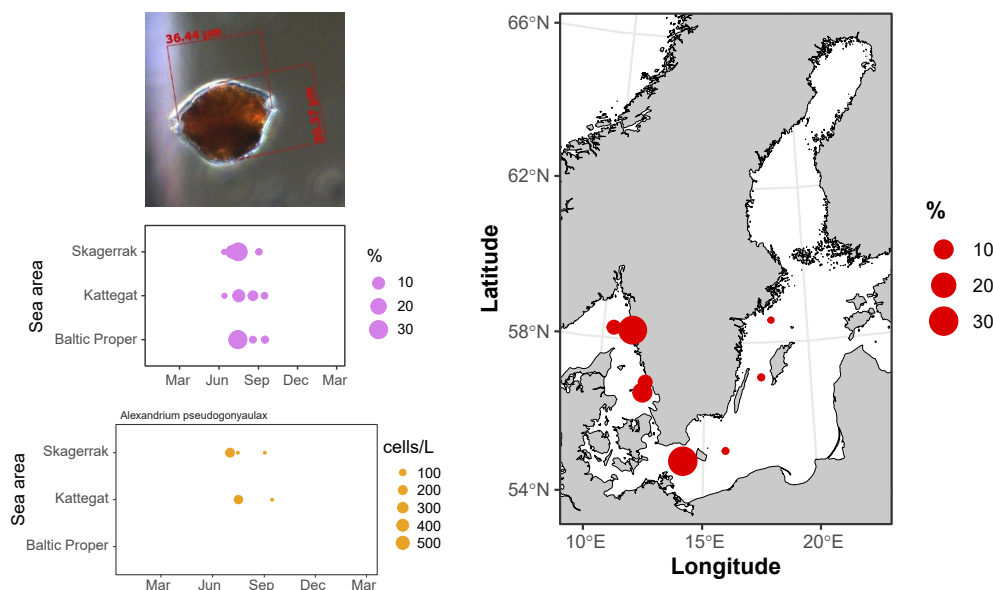 36.44 µm
30.37 µm
Skagerrak
Kattegat
Baltic Proper
Sea area
Mar Jun Sep Dec Mar
%
10
20
30
Alexandrium pseudogonyaulax
Skagerrak
Kattegat
Baltic Proper
Sea area
Mar Jun Sep Dec Mar
cells/L
100
200
300
400
500
66°N
62°N
58°N
54°N
Latitude
10°E 15°E 20°E
Longitude
%
10
20
30